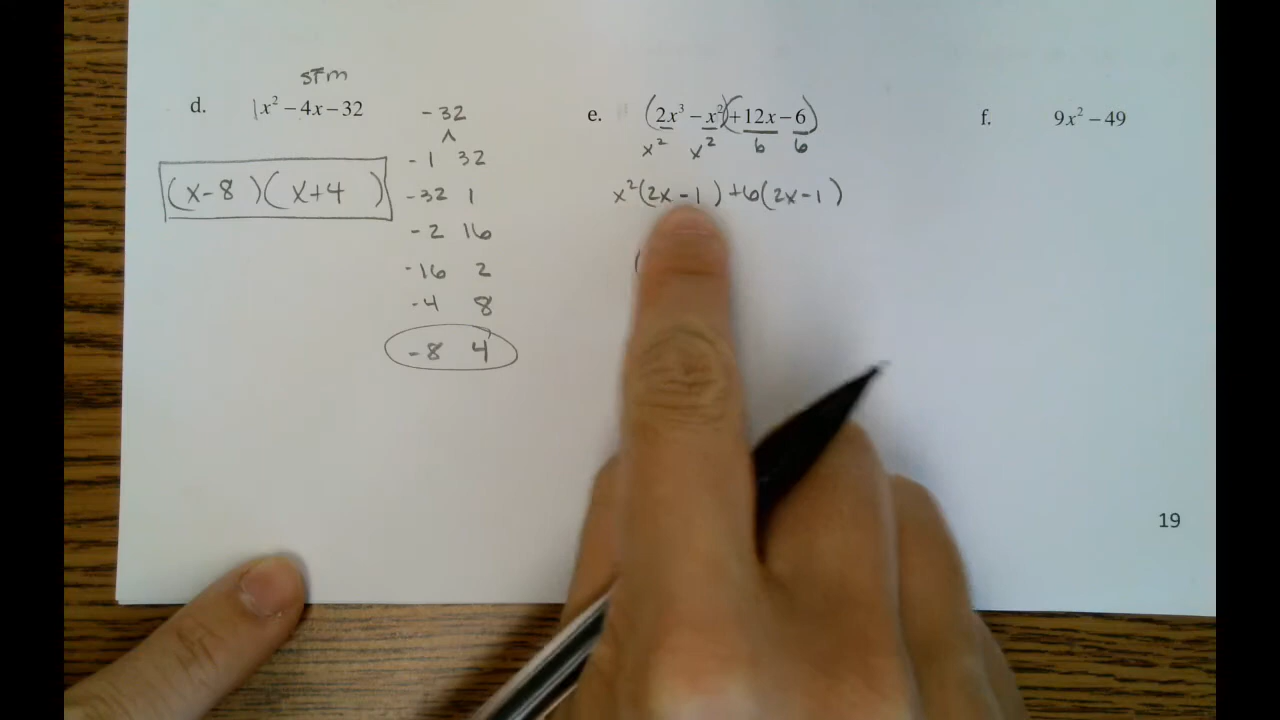 SFM
d. 1x² − 4x − 32
(x-8)(x+4)
-32
^
-1 32
-32 1
-2 16
-16 2
-4 8
-8 4
e. (2x³ − x²)(+12x − 6)
x² x² 6 6
x²(2x-1) +6(2x-1)
(
f. 9x² − 49
19